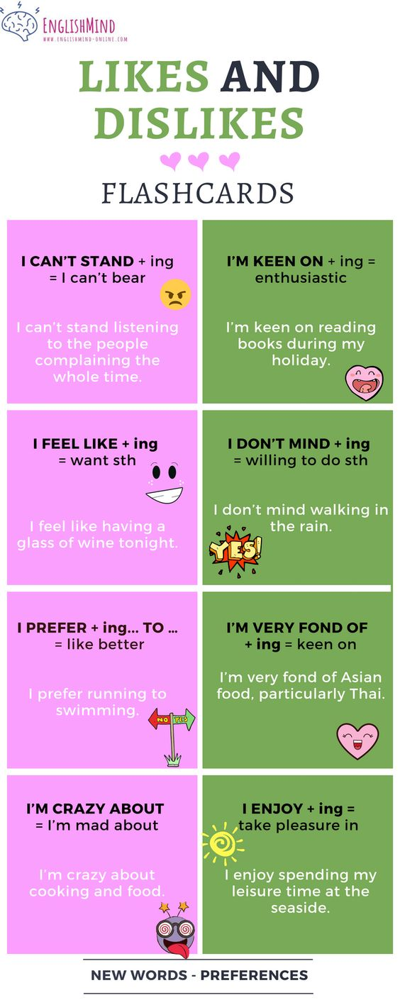 EnglishMind
www.englishmind-online.com
LIKES AND
DISLIKES
FLASHCARDS
I CAN'T STAND + ing
= I can't bear
I can't stand listening
to the people
complaining the
whole time.
I'M KEEN ON + ing =
enthusiastic
I'm keen on reading
books during my
holiday.
I FEEL LIKE + ing
= want sth
I feel like having a
glass of wine tonight.
I DON'T MIND + ing
= willing to do sth
I don't mind walking in
the rain.
YES!
I PREFER + ing... TO ...
= like better
I prefer running to
swimming.
NO YES
I'M VERY FOND OF
+ ing = keen on
I'm very fond of Asian
food, particularly Thai.
I'M CRAZY ABOUT
= I'm mad about
I'm crazy about
cooking and food.
I ENJOY + ing =
take pleasure in
I enjoy spending my
leisure time at the
seaside.
NEW WORDS - PREFERENCES